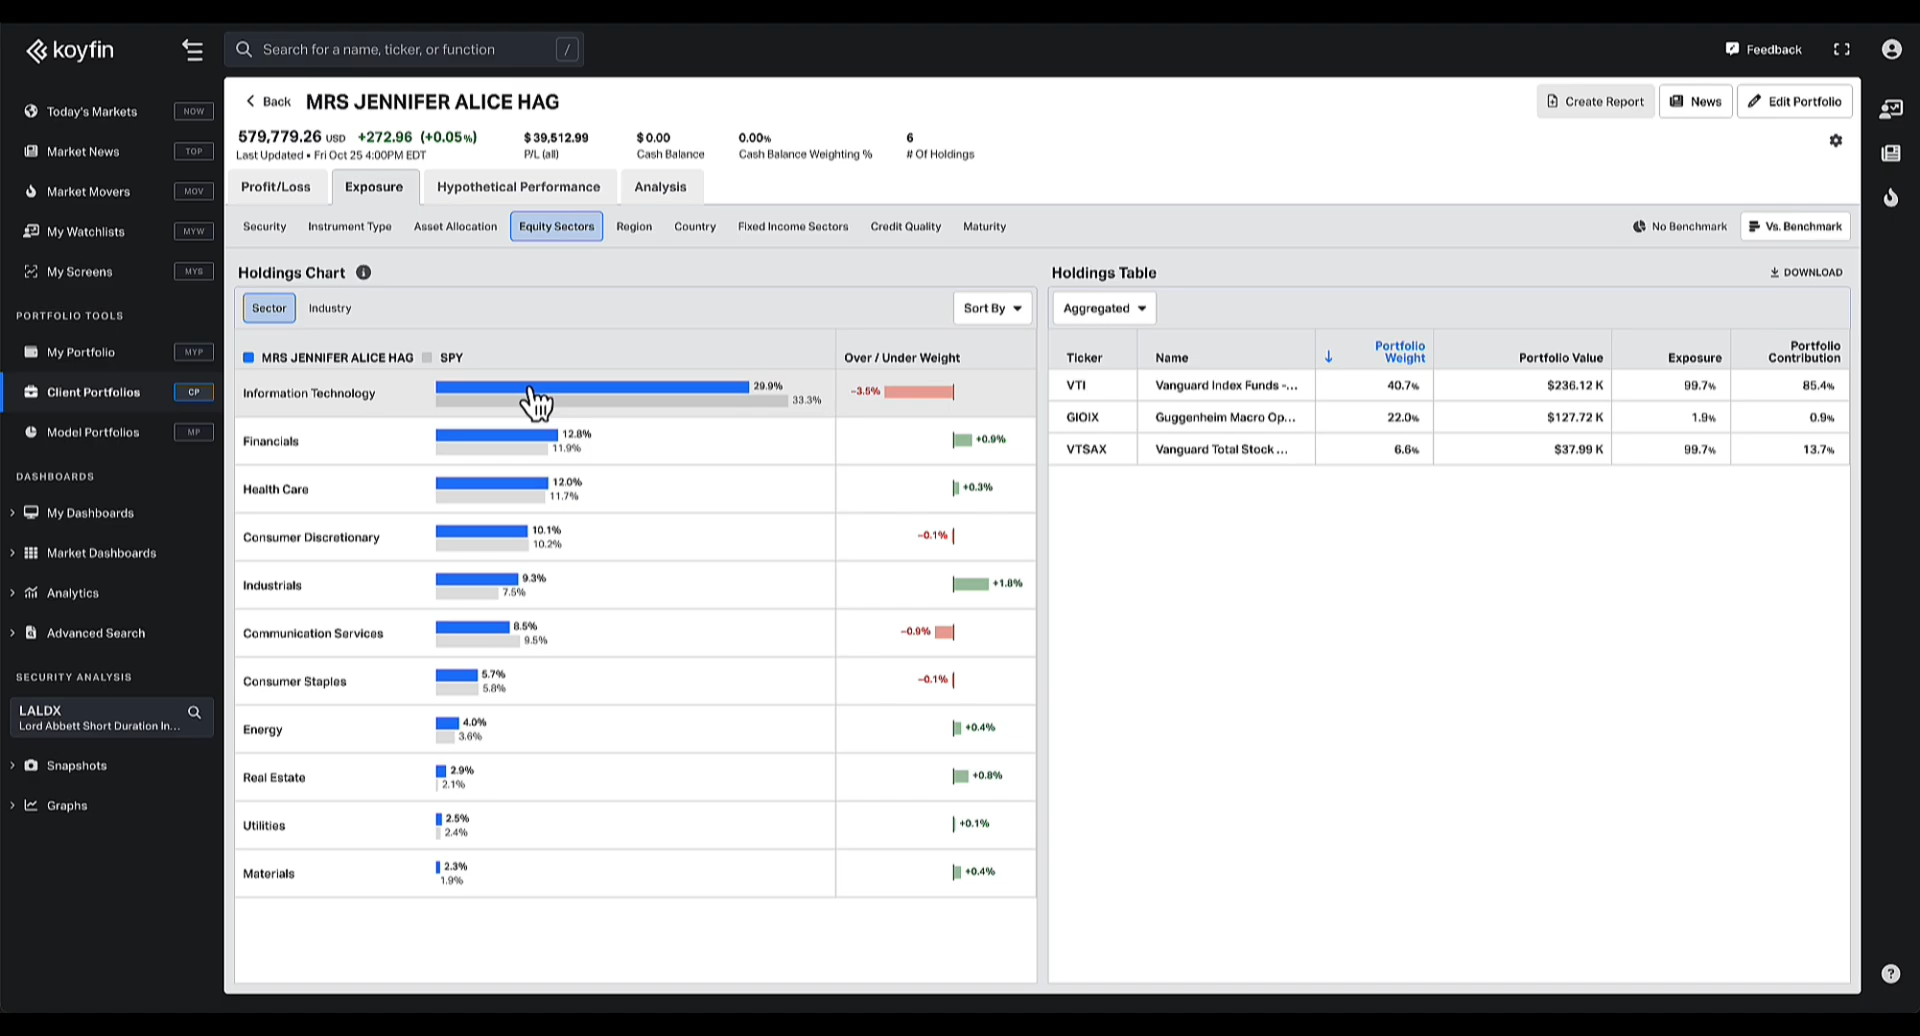 koyfin
Search for a name, ticker, or function
/
Feedback
Today's Markets NOW
Market News TOP
Market Movers MOV
My Watchlists MYW
My Screens MYS
PORTFOLIO TOOLS
My Portfolio MYP
Client Portfolios CP
Model Portfolios MP
DASHBOARDS
My Dashboards
Market Dashboards
Analytics
Advanced Search
SECURITY ANALYSIS
LALDX
Lord Abbett Short Duration In...
Snapshots
Graphs
Back MRS JENNIFER ALICE HAG
Create Report News Edit Portfolio
579,779.26 USD +272.96 (+0.05%) $39,512.99 $0.00 0.00% 6
Last Updated • Fri Oct 25 4:00PM EDT P/L (all) Cash Balance Cash Balance Weighting % # Of Holdings
Profit/Loss Exposure Hypothetical Performance Analysis
Security Instrument Type Asset Allocation Equity Sectors Region Country Fixed Income Sectors Credit Quality Maturity No Benchmark Vs. Benchmark
Holdings Chart
Sector Industry Sort By
MRS JENNIFER ALICE HAG SPY Over / Under Weight
Information Technology 29.9% 33.3% -3.5%
Financials 12.8% 11.9% +0.9%
Health Care 12.0% 11.7% +0.3%
Consumer Discretionary 10.1% 10.2% -0.1%
Industrials 9.3% 7.5% +1.8%
Communication Services 8.5% 9.5% -0.9%
Consumer Staples 5.7% 5.8% -0.1%
Energy 4.0% 3.6% +0.4%
Real Estate 2.9% 2.1% +0.8%
Utilities 2.5% 2.4% +0.1%
Materials 2.3% 1.9% +0.4%
Holdings Table DOWNLOAD
Aggregated
Ticker Name Portfolio Weight Portfolio Value Exposure Portfolio Contribution
VTI Vanguard Index Funds -... 40.7% $236.12 K 99.7% 85.4%
GIOIX Guggenheim Macro Op... 22.0% $127.72 K 1.9% 0.9%
VTSAX Vanguard Total Stock ... 6.6% $37.99 K 99.7% 13.7%
?